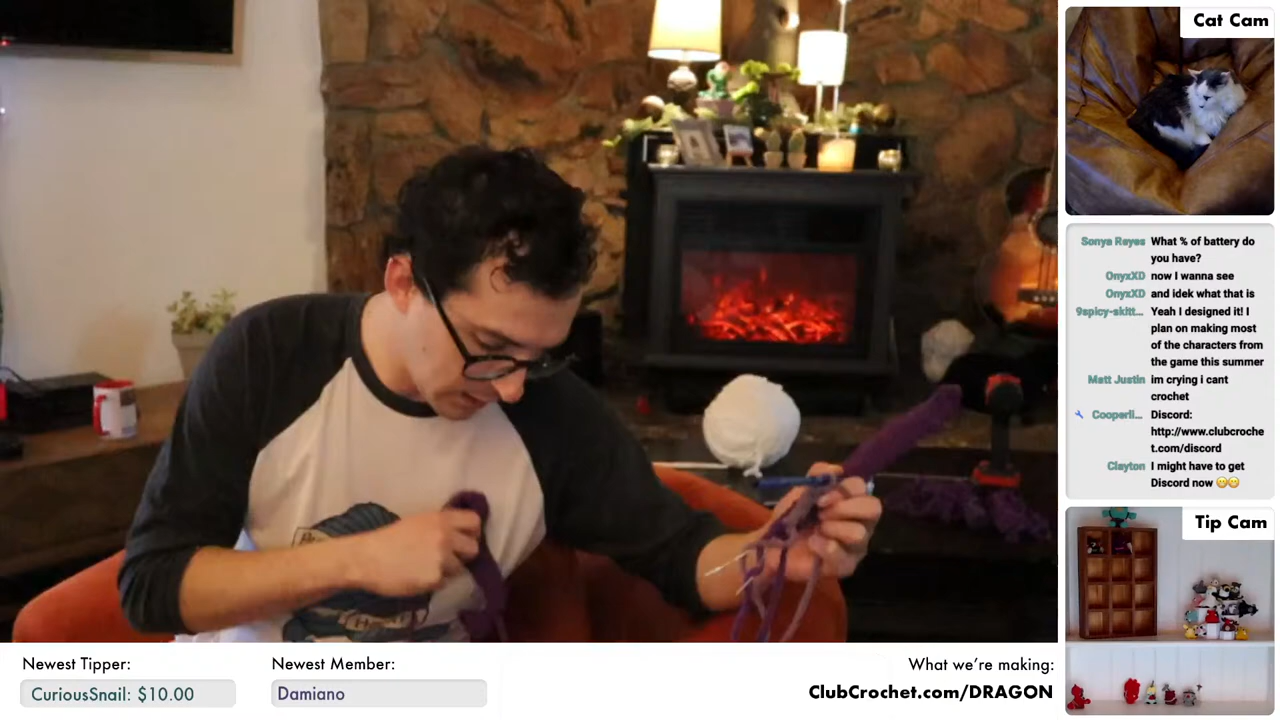 Cat Cam
Sonya Reyes What % of battery do
you have?
OnyxXD now I wanna see
OnyxXD and idek what that is
9spicy-skitt... Yeah I designed it! I
plan on making most
of the characters from
the game this summer
Matt Justin im crying i cant
crochet
Cooperli... Discord:
http://www.clubcroche
t.com/discord
Clayton I might have to get
Discord now 😬😬
Tip Cam
Newest Tipper:
CuriousSnail: $10.00
Newest Member:
Damiano
What we're making:
ClubCrochet.com/DRAGON